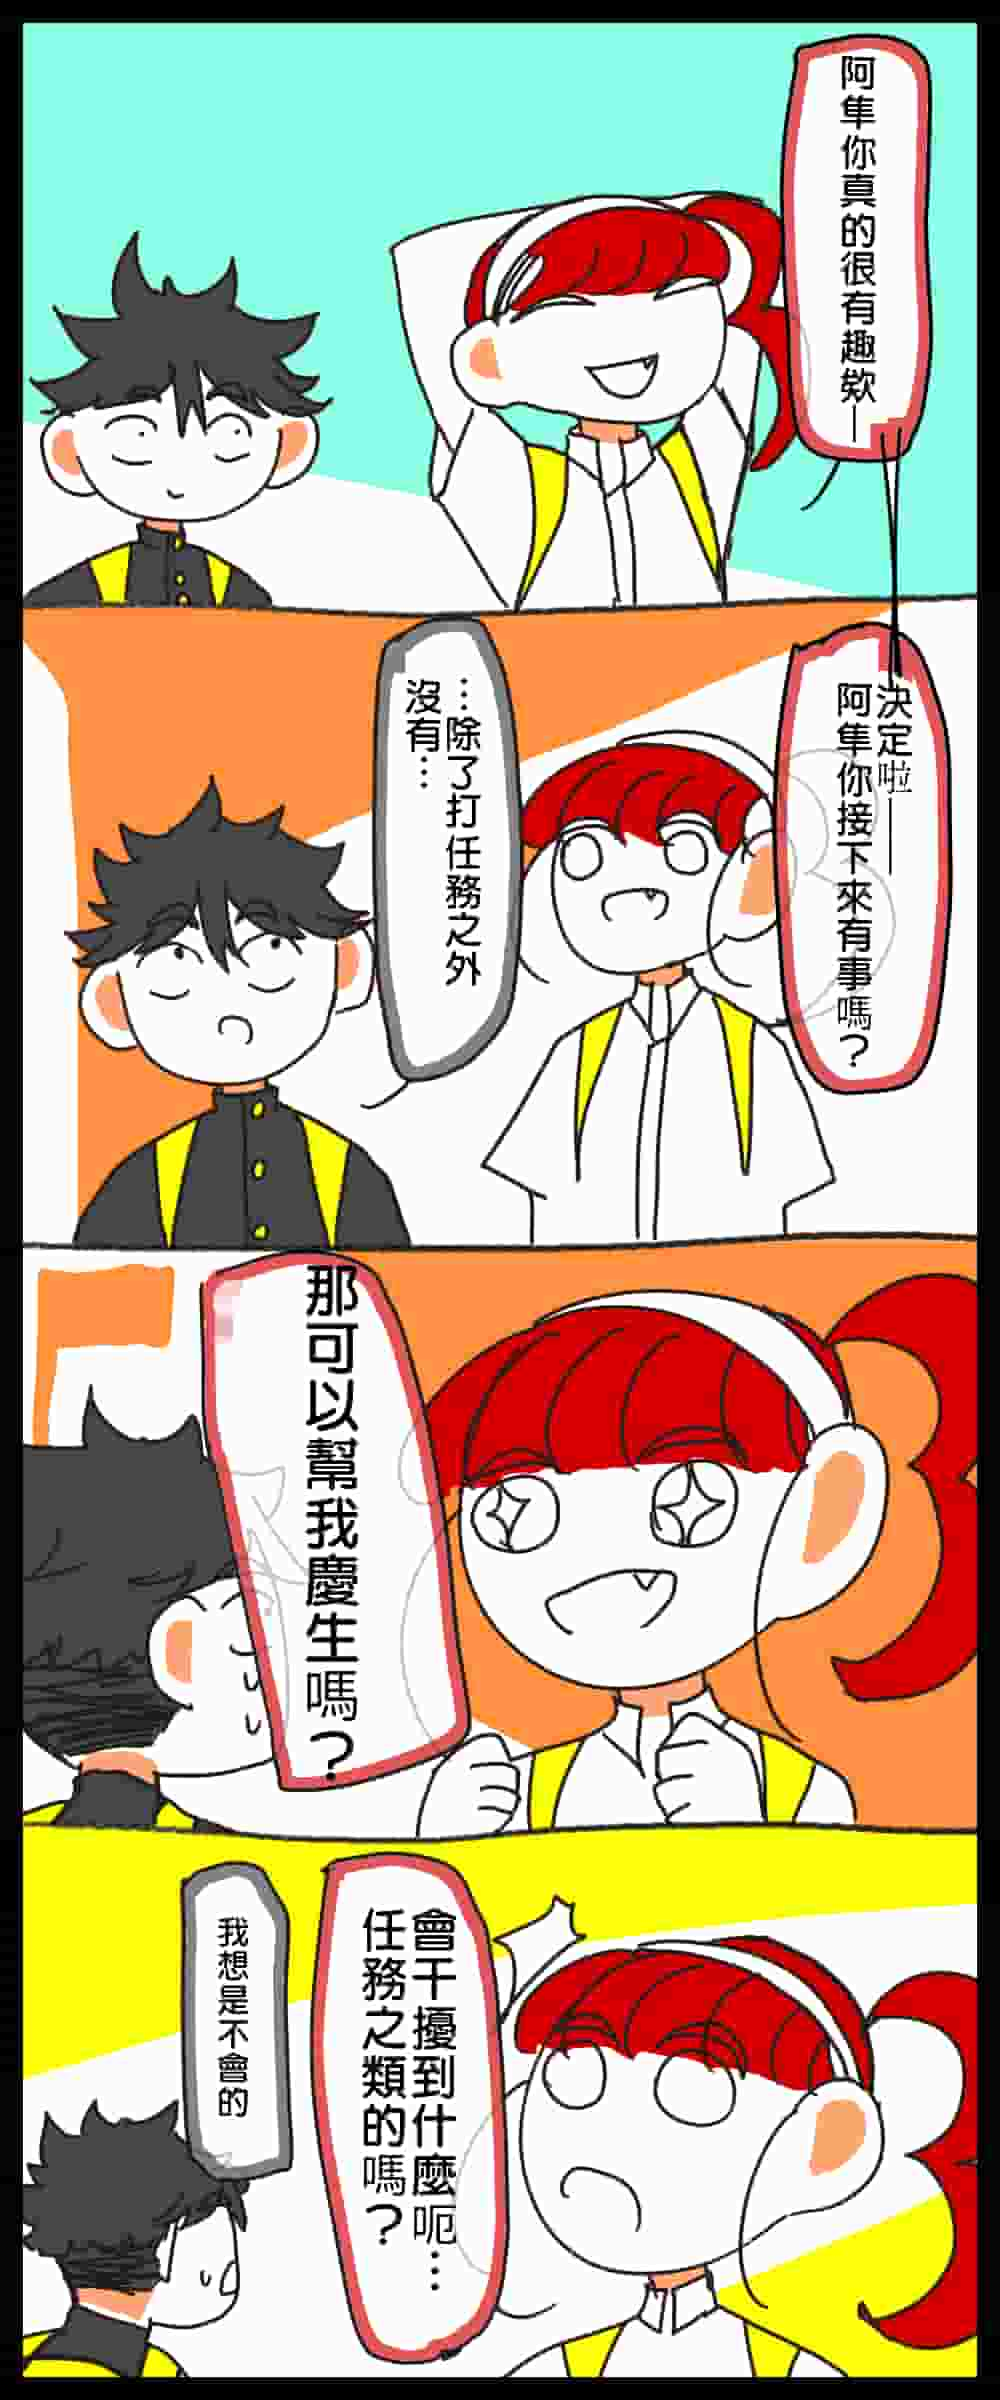 阿隼你真的很有趣欸—
決定啦——
阿隼你接下來有事嗎？
…除了打任務之外
沒有…
那可以幫我慶生嗎？
會干擾到什麼呃…
任務之類的嗎？
我想是不會的